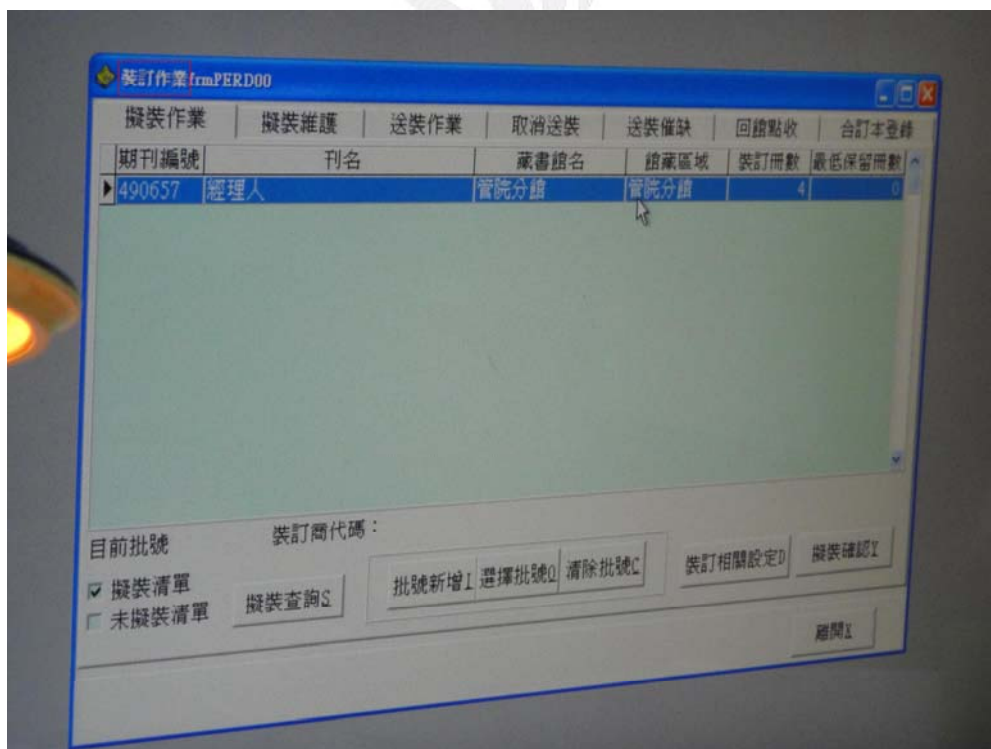 裝訂作業frmPERD00
擬裝作業 擬裝維護 送裝作業 取消送裝 送裝催缺 回館點收 合訂本登錄
期刊編號 刊名 藏書館名 館藏區域 裝訂冊數 最低保留冊數
490657 經理人 管院分館 管院分館 4 0
目前批號 裝訂商代碼：
擬裝清單
未擬裝清單
擬裝查詢S 批號新增I 選擇批號O 清除批號C 裝訂相關設定D 擬裝確認Y
離開X